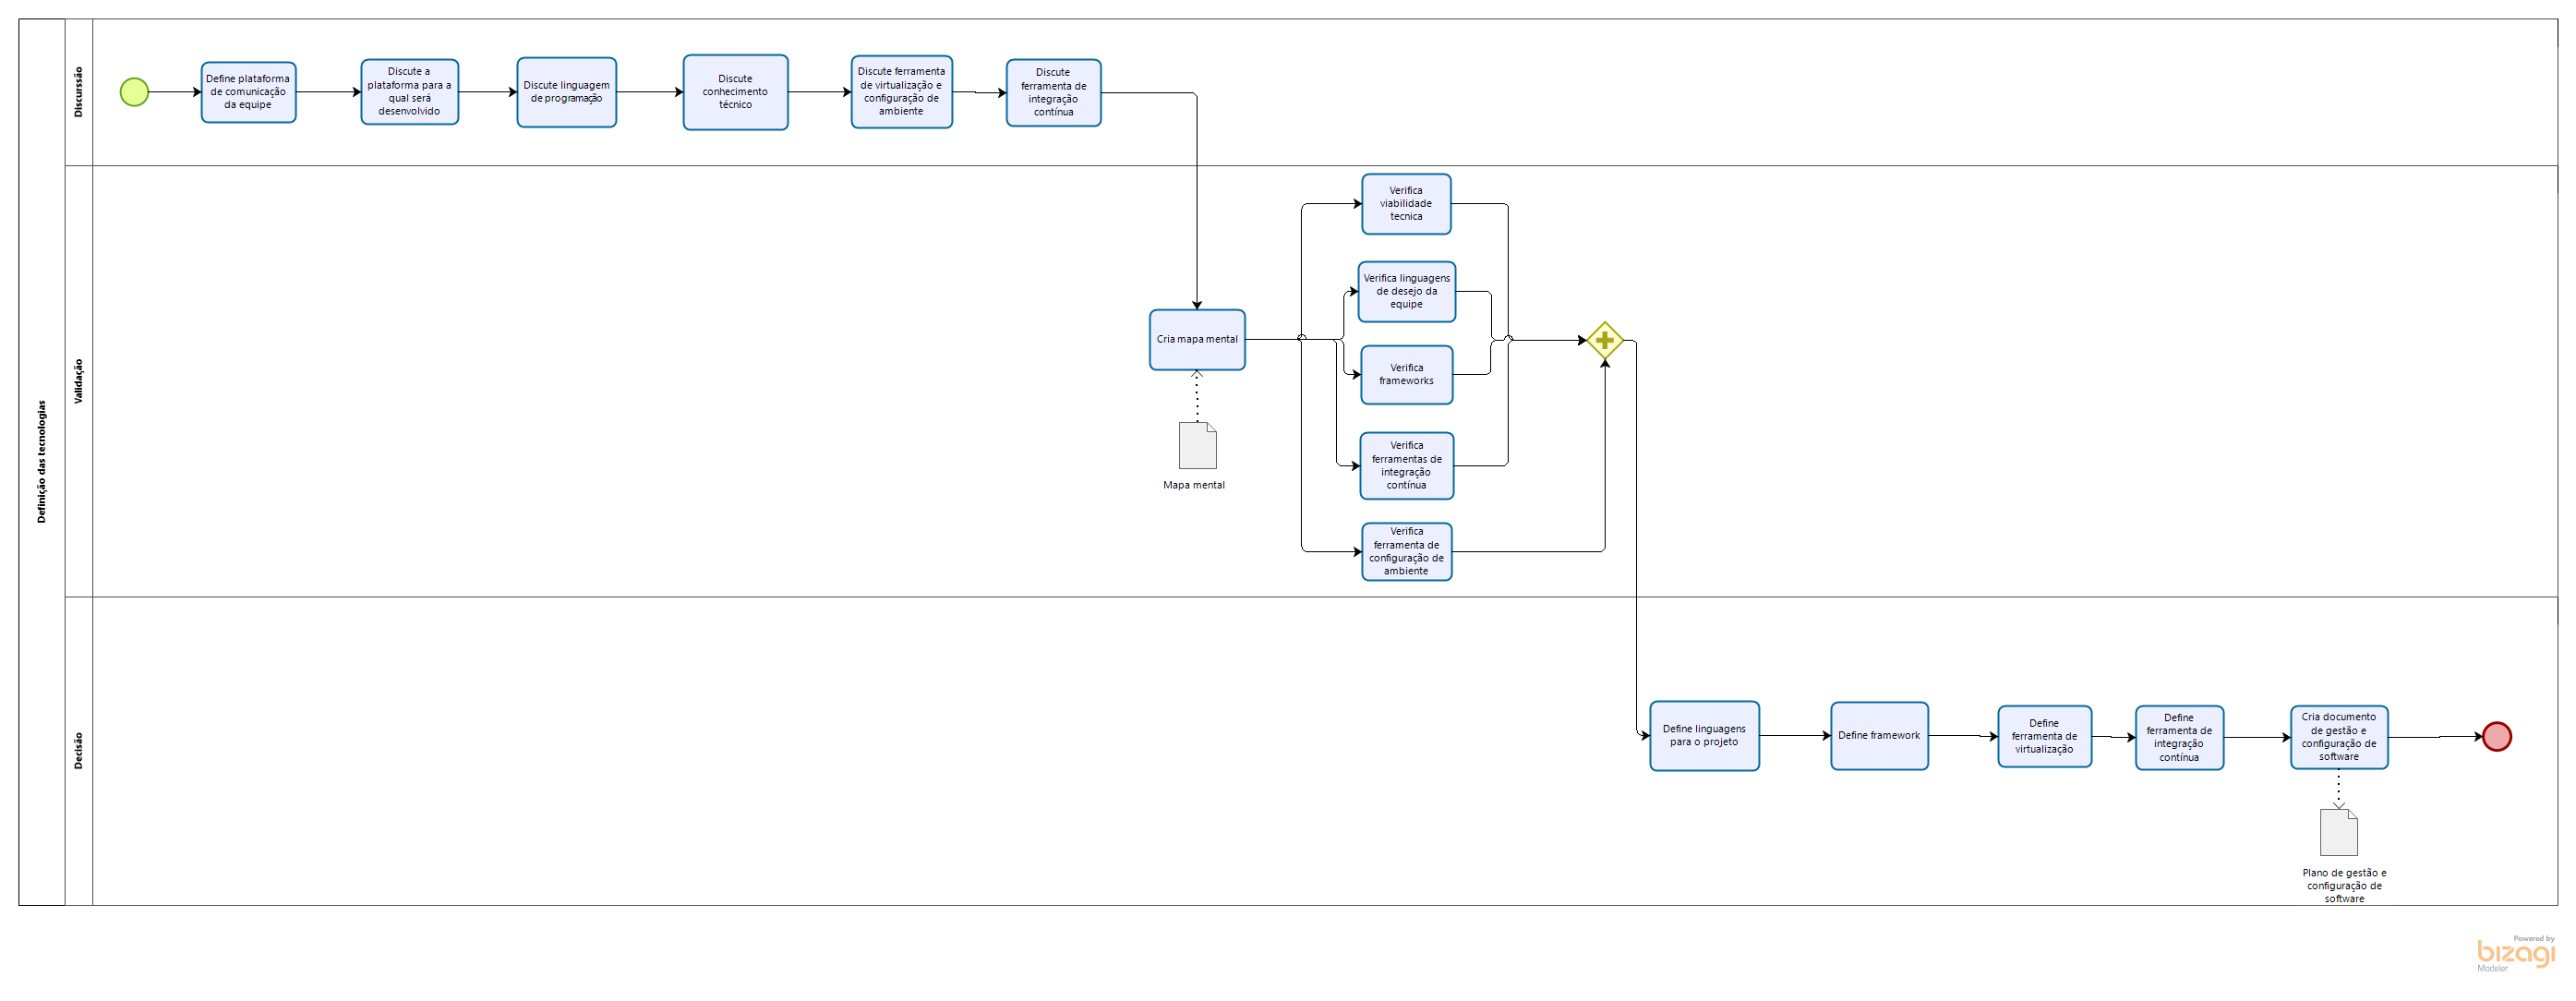 Definição das tecnologias
Discursão
Define plataforma
de comunicação
da equipe
Discute a
plataforma para a
qual será
desenvolvido
Discute linguagem
de programação
Discute
conhecimento
técnico
Discute ferramenta
de virtualização e
configuração de
ambiente
Discute
ferramenta de
integração
contínua
Validação
Cria mapa mental
Mapa mental
Verifica
viabilidade
tecnica
Verifica linguagens
de desejo da
equipe
Verifica
frameworks
Verifica
ferramentas de
integração
contínua
Verifica
ferramenta de
configuração de
ambiente
Decisão
Define linguagens
para o projeto
Define framework
Define
ferramenta de
virtualização
Define
ferramenta de
integração
contínua
Cria documento
de gestão e
configuração de
software
Plano de gestão e
configuração de
software
Powered by
bizagi
Modeler